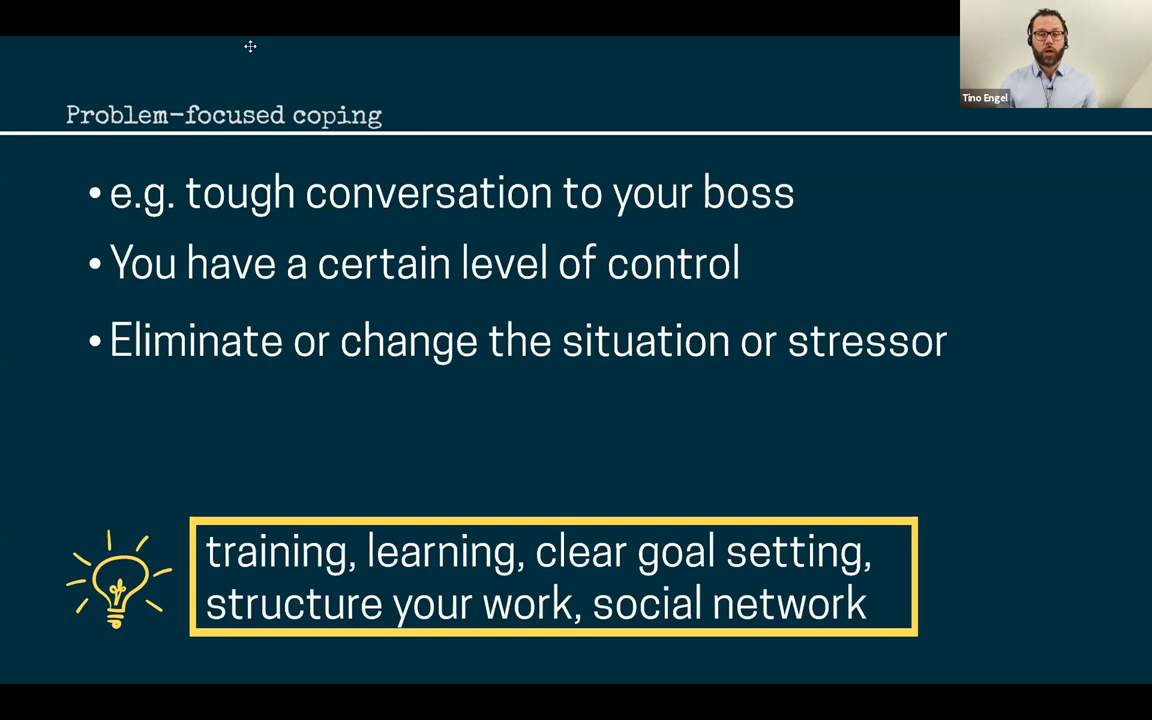 Tino Engel
Problem-focused coping
• e.g. tough conversation to your boss
• You have a certain level of control
• Eliminate or change the situation or stressor
training, learning, clear goal setting,
structure your work, social network